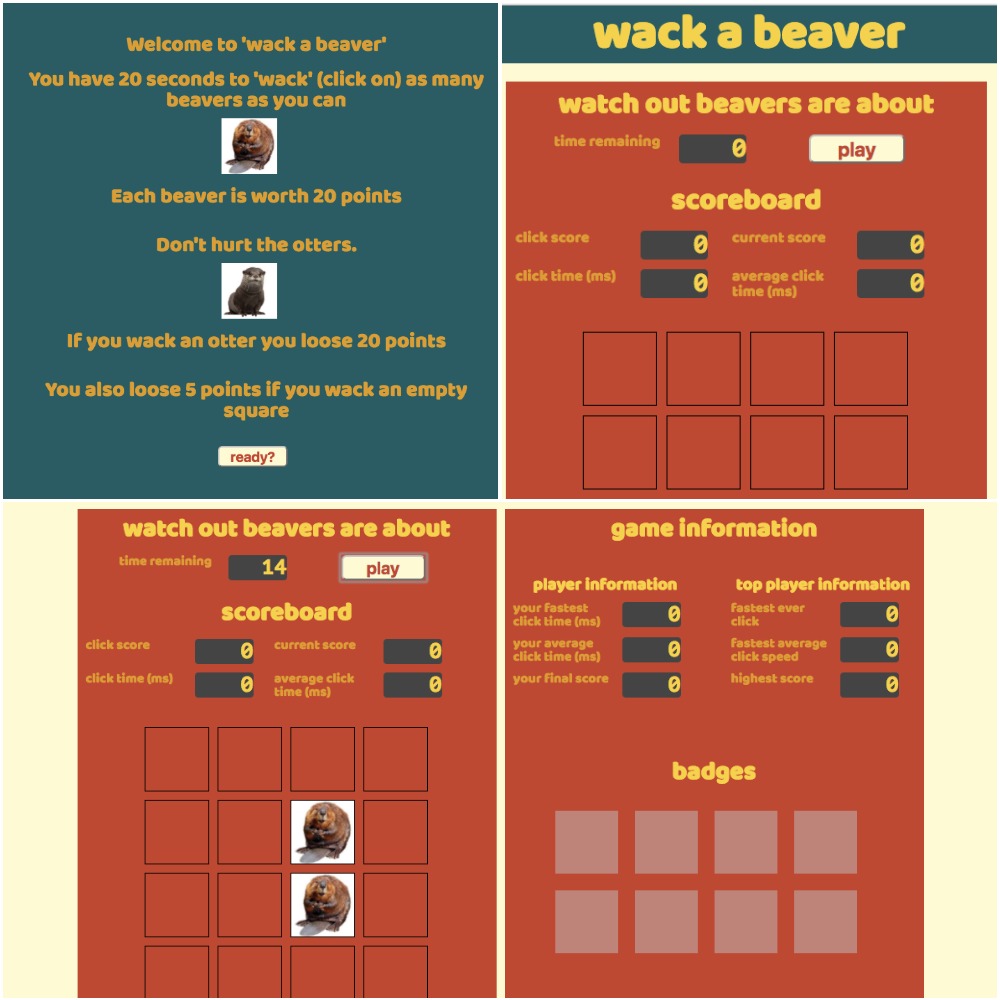 Welcome to 'wack a beaver'
You have 20 seconds to 'wack' (click on) as many
beavers as you can
Each beaver is worth 20 points
Don't hurt the otters.
If you wack an otter you loose 20 points
You also loose 5 points if you wack an empty
square
ready?
wack a beaver
watch out beavers are about
time remaining 0 play
scoreboard
click score 0 current score 0
click time (ms) 0 average click
time (ms) 0
watch out beavers are about
time remaining 14 play
scoreboard
click score 0 current score 0
click time (ms) 0 average click
time (ms) 0
game information
player information top player information
your fastest
click time (ms) 0 fastest ever
click 0
your average
click time (ms) 0 fastest average
click speed 0
your final score 0 highest score 0
badges